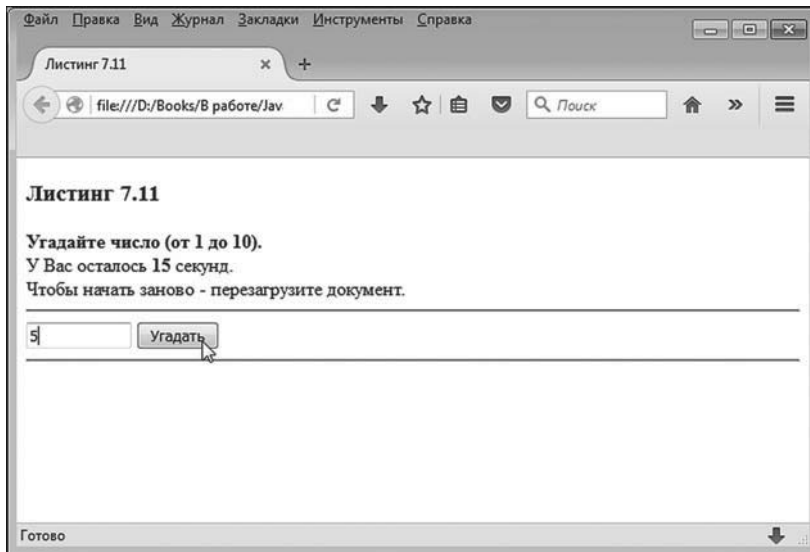 Файл Правка Вид Журнал Закладки Инструменты Справка
Листинг 7.11
file:///D:/Books/В работе/Jav
Поиск
Листинг 7.11
Угадайте число (от 1 до 10).
У Вас осталось 15 секунд.
Чтобы начать заново - перезагрузите документ.
5 Угадать
Готово